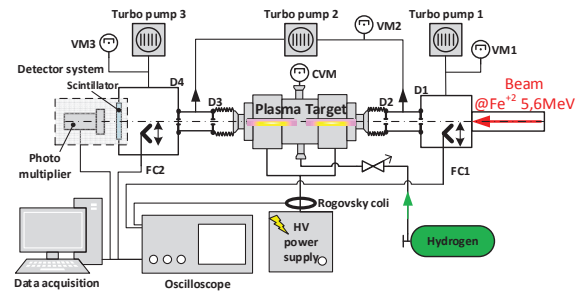 Turbo pump 3
Turbo pump 2
Turbo pump 1
VM3
VM2
VM1
Detector system
Scintillator
D4
CVM
D3
Plasma Target
D2
D1
Beam
@Fe⁺² 5,6MeV
Photo
multiplier
FC2
FC1
Rogovsky coli
HV
power
supply
Hydrogen
Data acquisition
Oscilloscope